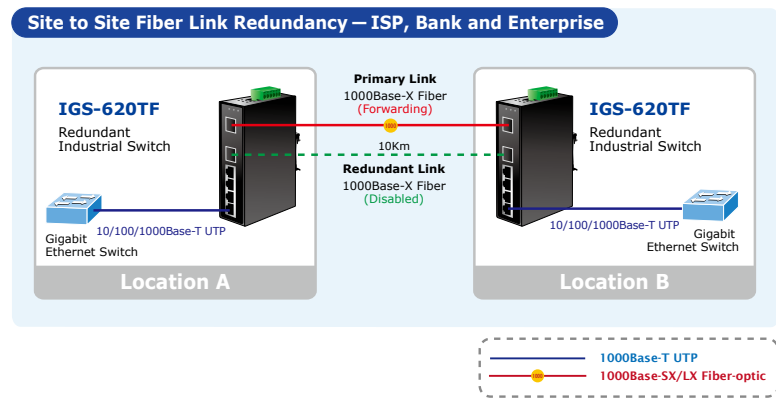 Site to Site Fiber Link Redundancy — ISP, Bank and Enterprise
IGS-620TF
Redundant
Industrial Switch
Gigabit
Ethernet Switch
10/100/1000Base-T UTP
Location A
Primary Link
1000Base-X Fiber
(Forwarding)
1000
10Km
Redundant Link
1000Base-X Fiber
(Disabled)
IGS-620TF
Redundant
Industrial Switch
10/100/1000Base-T UTP
Gigabit
Ethernet Switch
Location B
1000Base-T UTP
1000
1000Base-SX/LX Fiber-optic